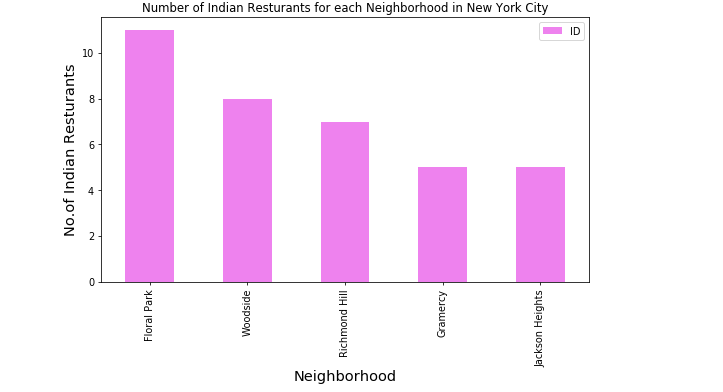 Number of Indian Resturants for each Neighborhood in New York City
ID
No.of Indian Resturants
10
8
6
4
2
0
Floral Park
Woodside
Richmond Hill
Gramercy
Jackson Heights
Neighborhood